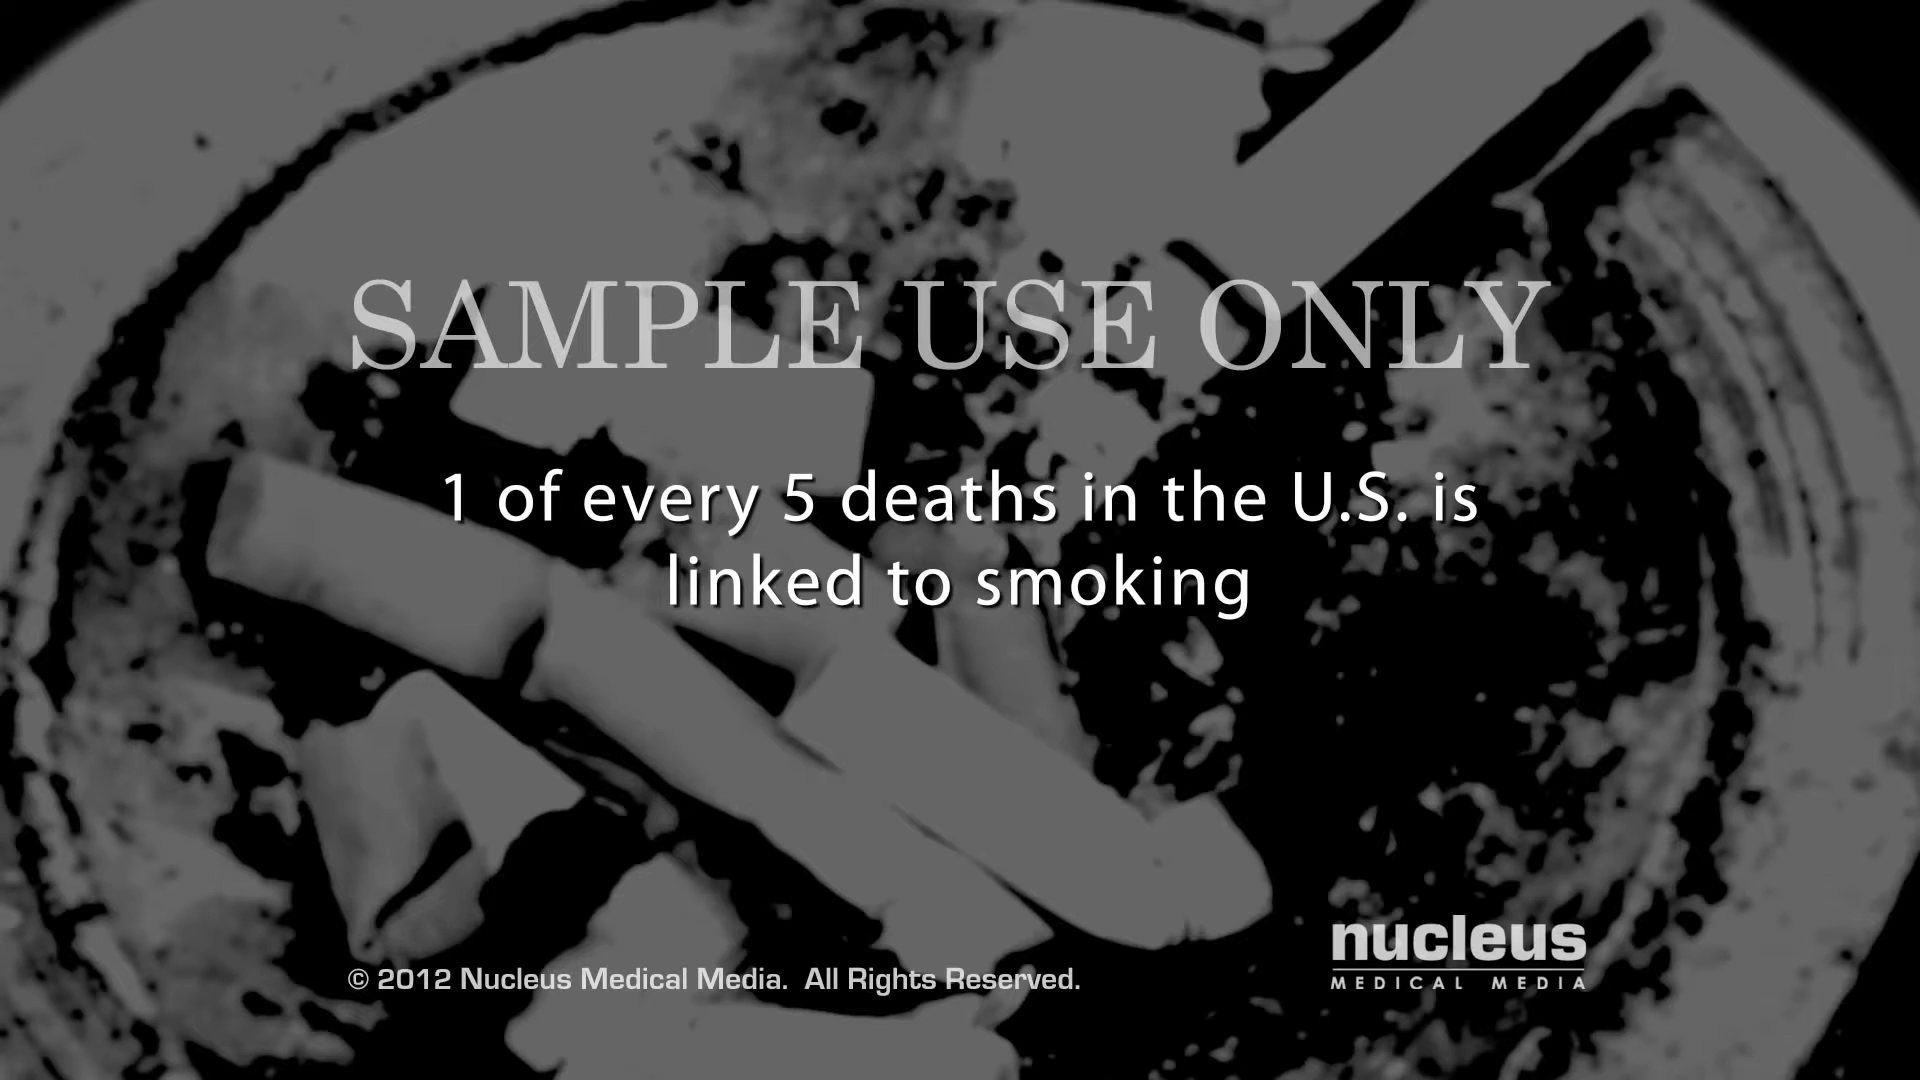 SAMPLE USE ONLY
1 of every 5 deaths in the U.S. is
linked to smoking
nucleus
MEDICAL MEDIA
© 2012 Nucleus Medical Media.  All Rights Reserved.